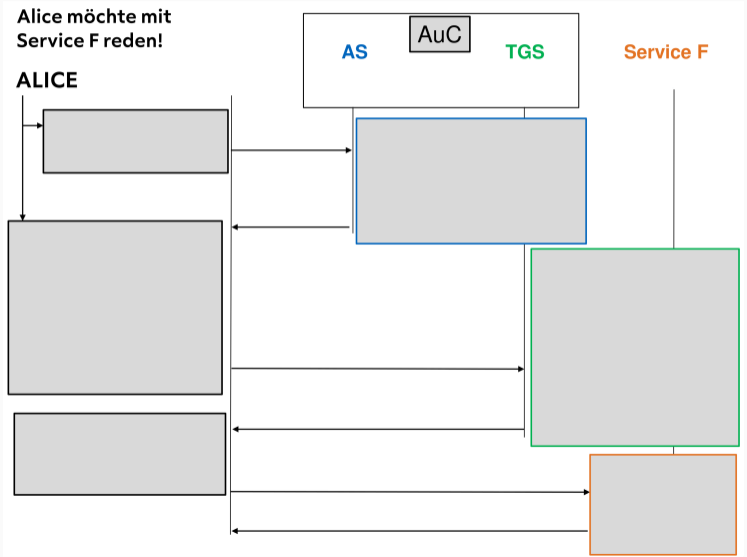 Alice möchte mit
Service F reden!
ALICE
AuC
AS
TGS
Service F